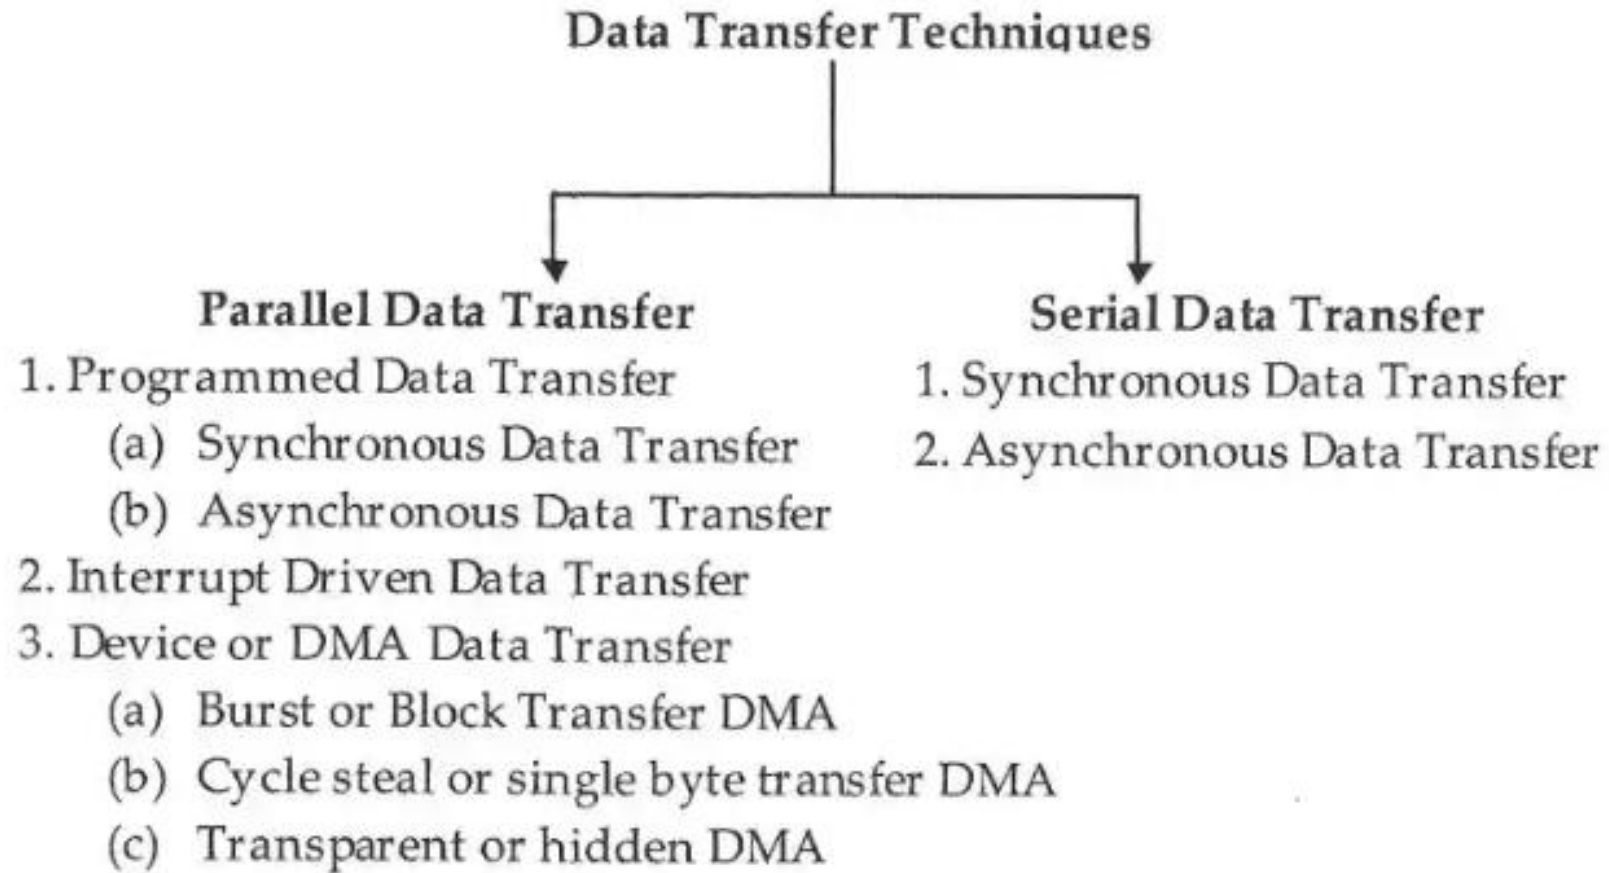 Data Transfer Techniques
Parallel Data Transfer
1. Programmed Data Transfer
(a) Synchronous Data Transfer
(b) Asynchronous Data Transfer
2. Interrupt Driven Data Transfer
3. Device or DMA Data Transfer
(a) Burst or Block Transfer DMA
(b) Cycle steal or single byte transfer DMA
(c) Transparent or hidden DMA
Serial Data Transfer
1. Synchronous Data Transfer
2. Asynchronous Data Transfer